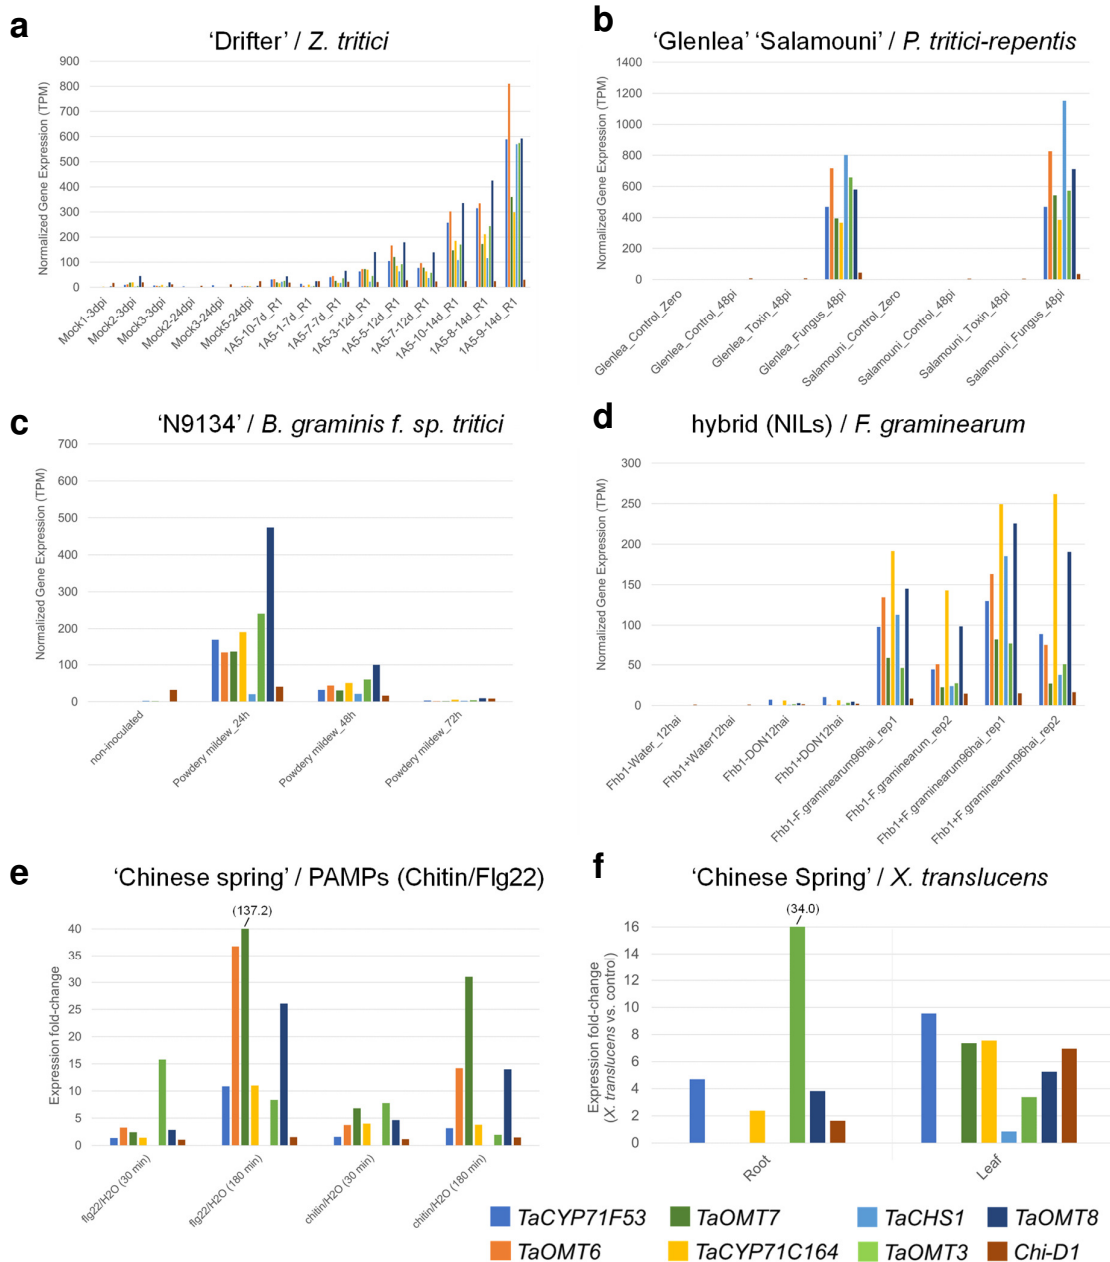 a
'Drifter' / Z. tritici
Normalized Gene Expression (TPM)
900
800
700
600
500
400
300
200
100
0
Mock1-3dpi
Mock2-3dpi
Mock3-3dpi
Mock2-24dpi
Mock3-24dpi
Mock5-24dpi
1A5-10-7d_R1
1A5-1-7d_R1
1A5-7-7d_R1
1A5-3-12d_R1
1A5-5-12d_R1
1A5-7-12d_R1
1A5-10-14d_R1
1A5-8-14d_R1
1A5-9-14d_R1
b
'Glenlea' 'Salamouni' / P. tritici-repentis
Normalized Gene Expression (TPM)
1400
1200
1000
800
600
400
200
0
Glenlea_Control_Zero
Glenlea_Control_48pi
Glenlea_Toxin_48pi
Glenlea_Fungus_48pi
Salamouni_Control_Zero
Salamouni_Control_48pi
Salamouni_Toxin_48pi
Salamouni_Fungus_48pi
c
'N9134' / B. graminis f. sp. tritici
Normalized Gene Expression (TPM)
700
600
500
400
300
200
100
0
non-inoculated
Powdery mildew_24h
Powdery mildew_48h
Powdery mildew_72h
d
hybrid (NILs) / F. graminearum
Normalized Gene Expression (TPM)
300
250
200
150
100
50
0
Fhb1-Water_12hai
Fhb1+Water12hai
Fhb1-DON12hai
Fhb1+DON12hai
Fhb1-F.graminearum96hai_rep1
Fhb1-F.graminearum_rep2
Fhb1+F.graminearum96hai_rep1
Fhb1+F.graminearum96hai_rep2
e
'Chinese spring' / PAMPs (Chitin/Flg22)
(137.2)
Expression fold-change
40
35
30
25
20
15
10
5
0
flg22/H2O (30 min)
flg22/H2O (180 min)
chitin/H2O (30 min)
chitin/H2O (180 min)
f
'Chinese Spring' / X. translucens
(34.0)
Expression fold-change
(X. translucens vs. control)
16
14
12
10
8
6
4
2
0
Root
Leaf
TaCYP71F53
TaOMT7
TaCHS1
TaOMT8
TaOMT6
TaCYP71C164
TaOMT3
Chi-D1